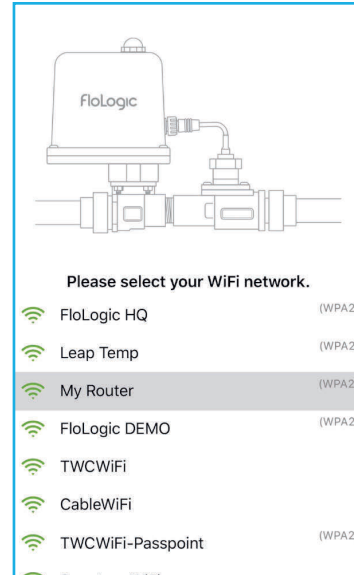 FloLogic
Please select your WiFi network.
FloLogic HQ (WPA2
Leap Temp (WPA2
My Router (WPA2
FloLogic DEMO (WPA2
TWCWiFi
CableWiFi
TWCWiFi-Passpoint (WPA2